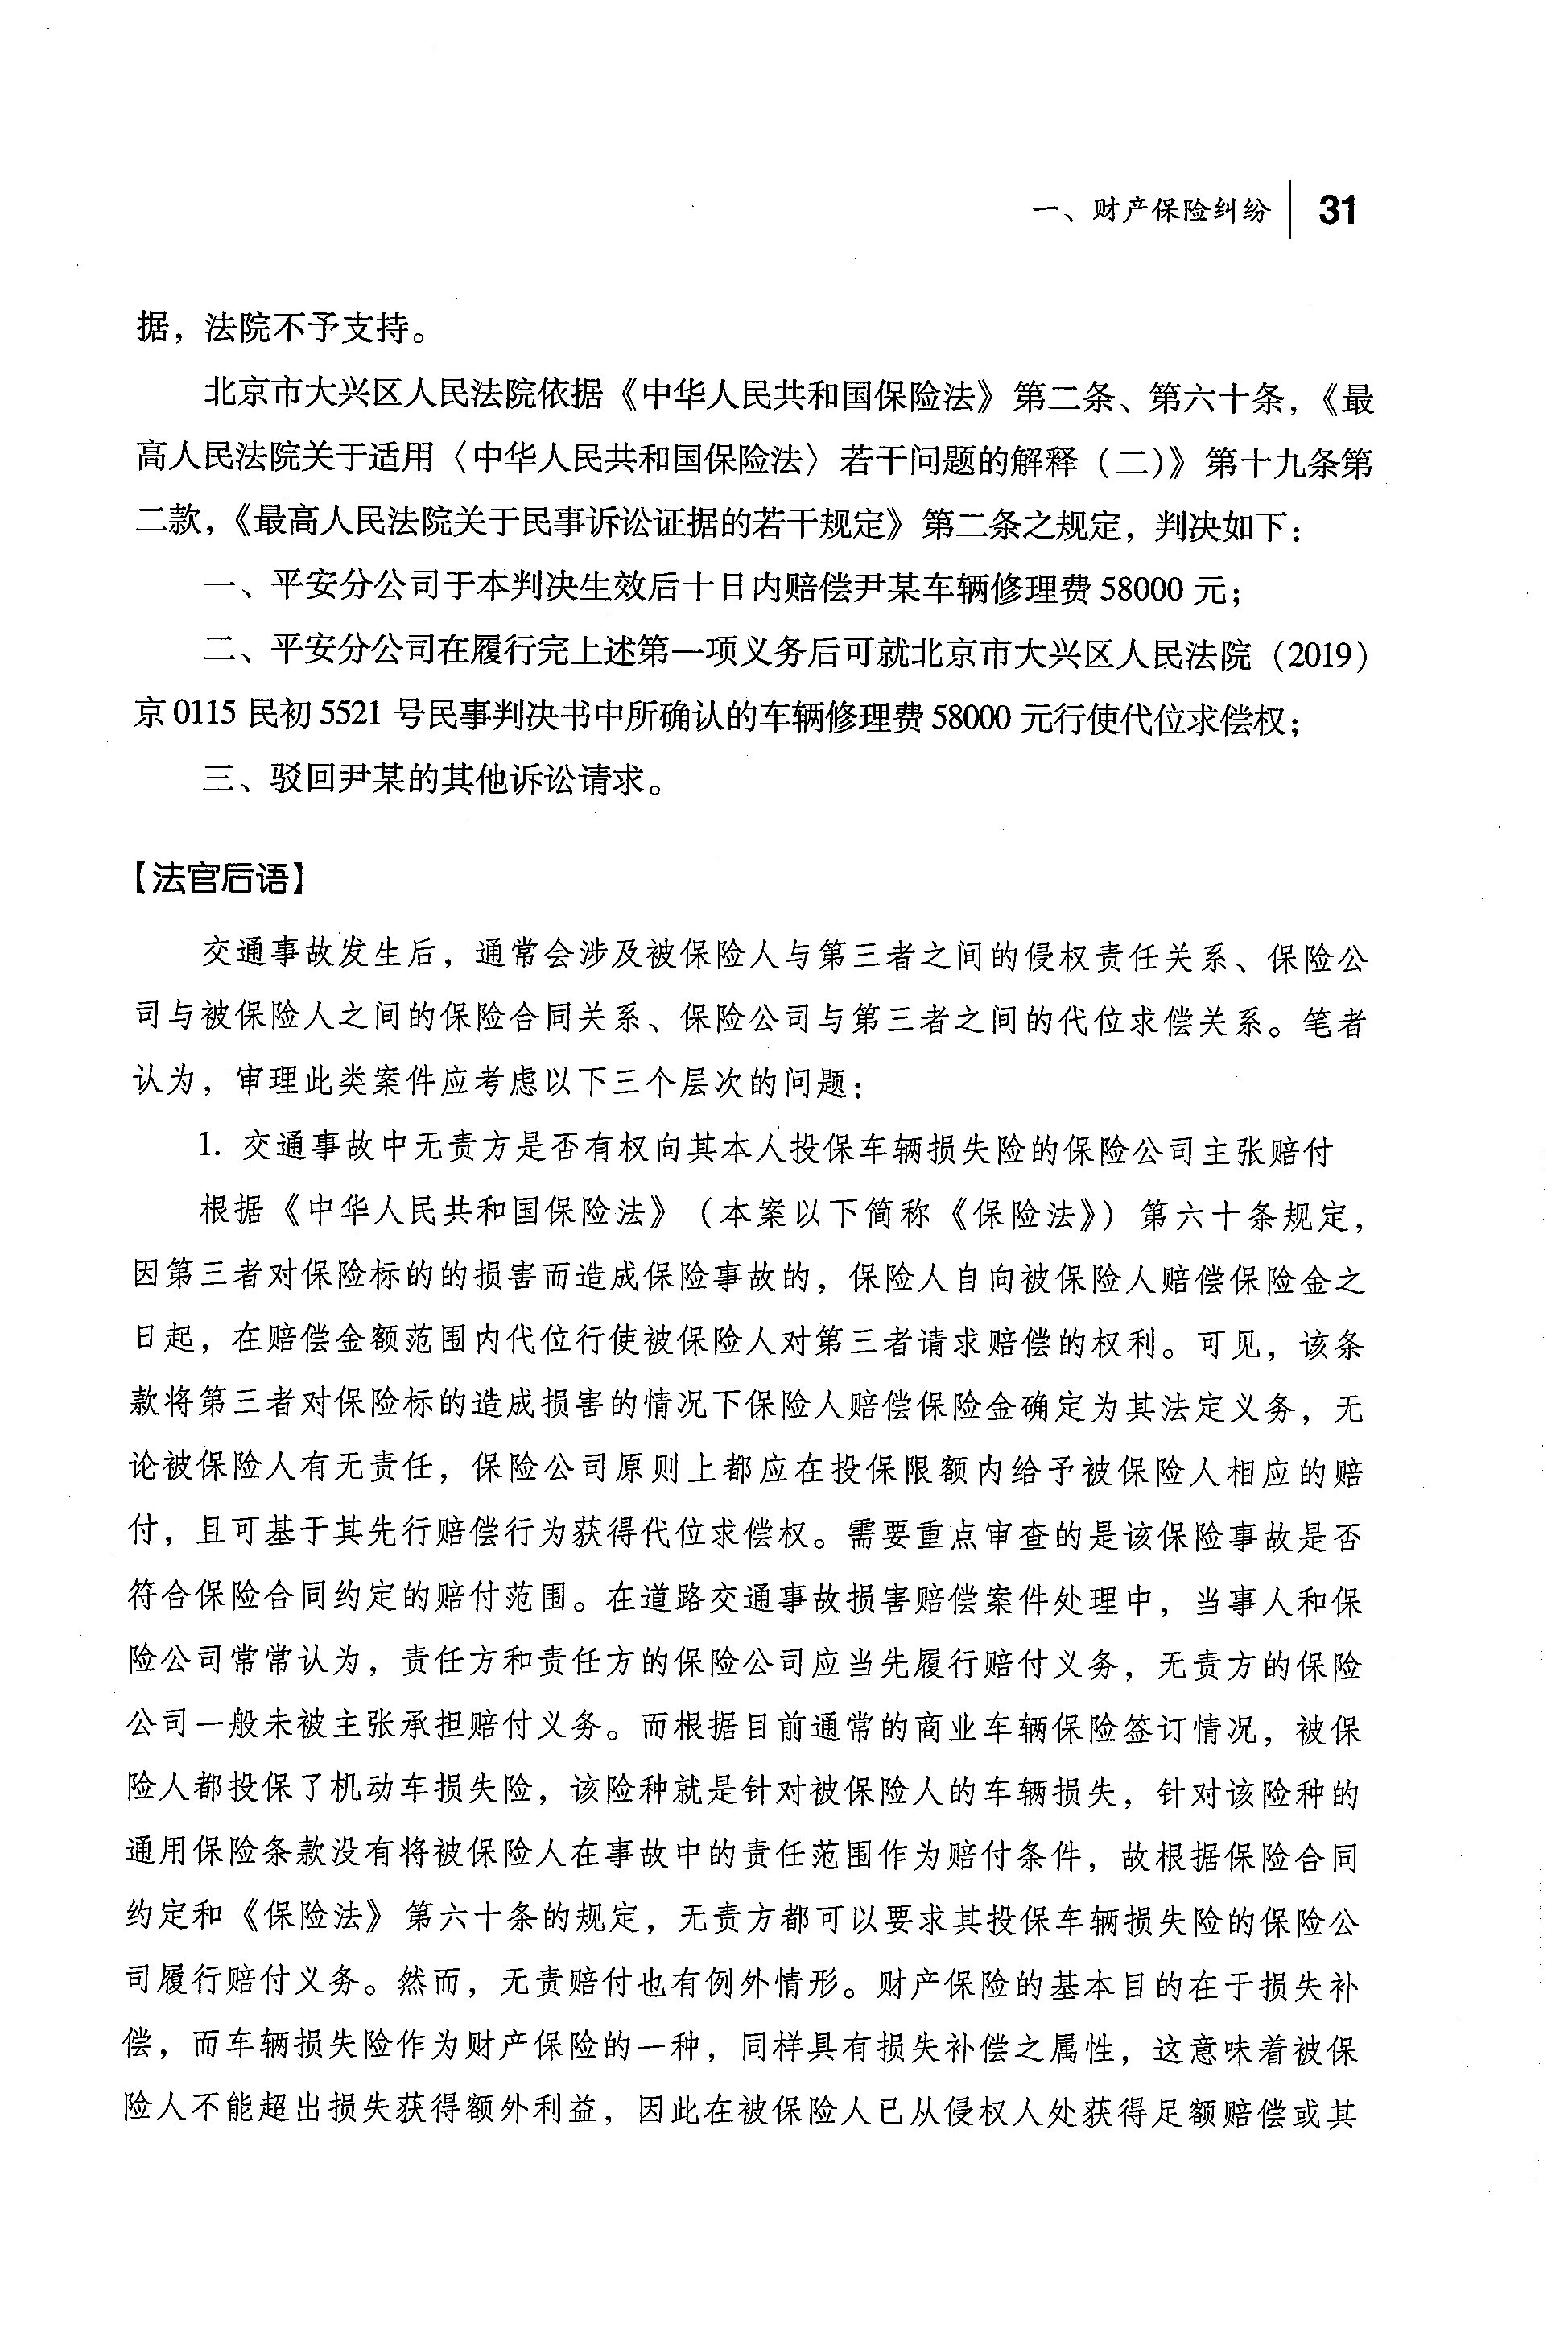 一、财产保险纠纷 31
据，法院不予支持。
北京市大兴区人民法院依据《中华人民共和国保险法》第二条、第六十条，《最
高人民法院关于适用〈中华人民共和国保险法〉若干问题的解释（二）》第十九条第
二款，《最高人民法院关于民事诉讼证据的若干规定》第二条之规定，判决如下：
一、平安分公司于本判决生效后十日内赔偿尹某车辆修理费58000元；
二、平安分公司在履行完上述第一项义务后可就北京市大兴区人民法院（2019）
京0115民初5521号民事判决书中所确认的车辆修理费58000元行使代位求偿权；
三、驳回尹某的其他诉讼请求。
【法官后语】
交通事故发生后，通常会涉及被保险人与第三者之间的侵权责任关系、保险公
司与被保险人之间的保险合同关系、保险公司与第三者之间的代位求偿关系。笔者
认为，审理此类案件应考虑以下三个层次的问题：
1. 交通事故中无责方是否有权向其本人投保车辆损失险的保险公司主张赔付
根据《中华人民共和国保险法》（本案以下简称《保险法》）第六十条规定，
因第三者对保险标的的损害而造成保险事故的，保险人自向被保险人赔偿保险金之
日起，在赔偿金额范围内代位行使被保险人对第三者请求赔偿的权利。可见，该条
款将第三者对保险标的造成损害的情况下保险人赔偿保险金确定为其法定义务，无
论被保险人有无责任，保险公司原则上都应在投保限额内给予被保险人相应的赔
付，且可基于其先行赔偿行为获得代位求偿权。需要重点审查的是该保险事故是否
符合保险合同约定的赔付范围。在道路交通事故损害赔偿案件处理中，当事人和保
险公司常常认为，责任方和责任方的保险公司应当先履行赔付义务，无责方的保险
公司一般未被主张承担赔付义务。而根据目前通常的商业车辆保险签订情况，被保
险人都投保了机动车损失险，该险种就是针对被保险人的车辆损失，针对该险种的
通用保险条款没有将被保险人在事故中的责任范围作为赔付条件，故根据保险合同
约定和《保险法》第六十条的规定，无责方都可以要求其投保车辆损失险的保险公
司履行赔付义务。然而，无责赔付也有例外情形。财产保险的基本目的在于损失补
偿，而车辆损失险作为财产保险的一种，同样具有损失补偿之属性，这意味着被保
险人不能超出损失获得额外利益，因此在被保险人已从侵权人处获得足额赔偿或其